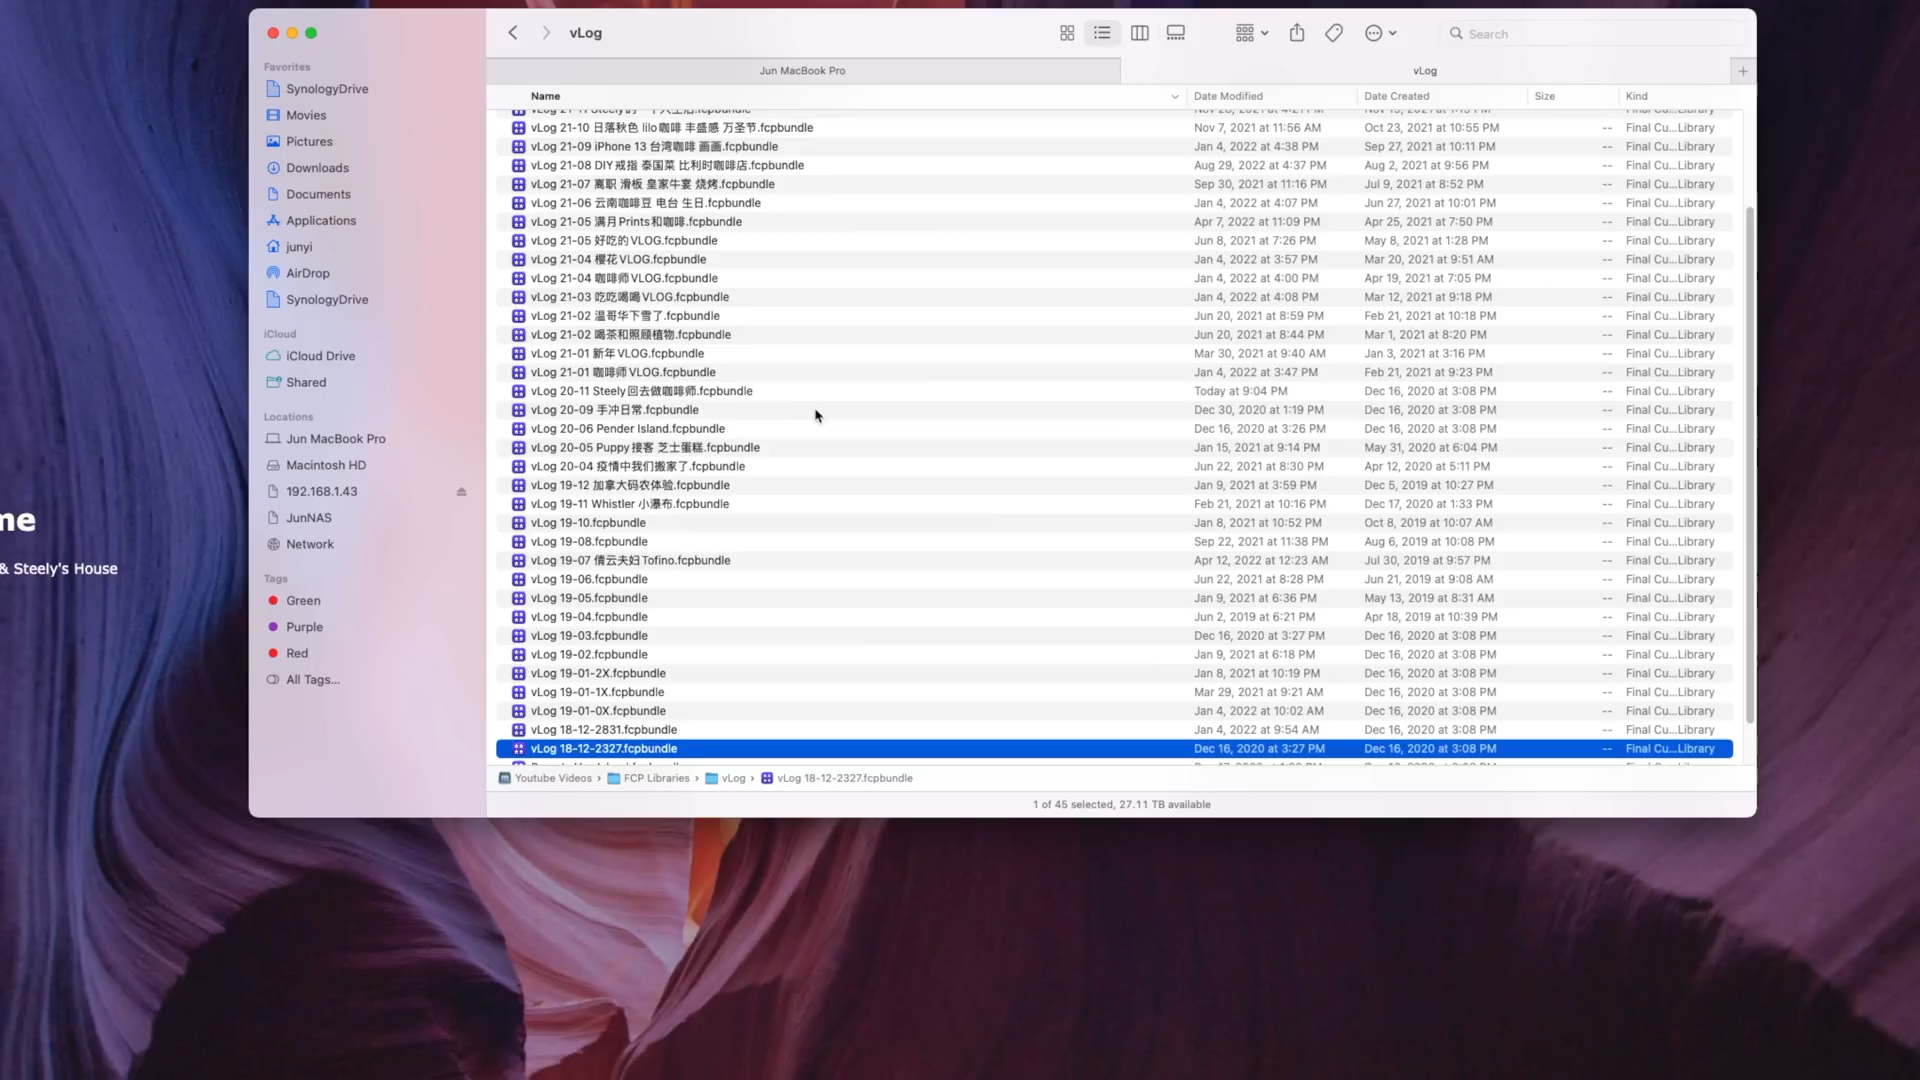 vLog
Search
Jun MacBook Pro
vLog
Name Date Modified Date Created Size Kind
vLog 21-10 日落秋色 lilo咖啡 丰盛感 万圣节.fcpbundle Nov 7, 2021 at 11:56 AM Oct 23, 2021 at 10:55 PM -- Final Cu...Library
vLog 21-09 iPhone 13 台湾咖啡 画画.fcpbundle Jan 4, 2022 at 4:38 PM Sep 27, 2021 at 10:11 PM -- Final Cu...Library
vLog 21-08 DIY戒指 泰国菜 比利时咖啡店.fcpbundle Aug 29, 2022 at 4:37 PM Aug 2, 2021 at 9:56 PM -- Final Cu...Library
vLog 21-07 离职 滑板 皇家牛宴 烧烤.fcpbundle Sep 30, 2021 at 11:16 PM Jul 9, 2021 at 8:52 PM -- Final Cu...Library
vLog 21-06 云南咖啡豆 电台 生日.fcpbundle Jan 4, 2022 at 4:07 PM Jun 27, 2021 at 10:01 PM -- Final Cu...Library
vLog 21-05 满月Prints和咖啡.fcpbundle Apr 7, 2022 at 11:09 PM Apr 25, 2021 at 7:50 PM -- Final Cu...Library
vLog 21-05 好吃的VLOG.fcpbundle Jun 8, 2021 at 7:26 PM May 8, 2021 at 1:28 PM -- Final Cu...Library
vLog 21-04 樱花VLOG.fcpbundle Jan 4, 2022 at 3:57 PM Mar 20, 2021 at 9:51 AM -- Final Cu...Library
vLog 21-04 咖啡师VLOG.fcpbundle Jan 4, 2022 at 4:00 PM Apr 19, 2021 at 7:05 PM -- Final Cu...Library
vLog 21-03 吃吃喝喝VLOG.fcpbundle Jan 4, 2022 at 4:08 PM Mar 12, 2021 at 9:18 PM -- Final Cu...Library
vLog 21-02 温哥华下雪了.fcpbundle Jun 20, 2021 at 8:59 PM Feb 21, 2021 at 10:18 PM -- Final Cu...Library
vLog 21-02 喝茶和照顾植物.fcpbundle Jun 20, 2021 at 8:44 PM Mar 1, 2021 at 8:20 PM -- Final Cu...Library
vLog 21-01 新年VLOG.fcpbundle Mar 30, 2021 at 9:40 AM Jan 3, 2021 at 3:16 PM -- Final Cu...Library
vLog 21-01 咖啡师VLOG.fcpbundle Jan 4, 2022 at 3:47 PM Feb 21, 2021 at 9:23 PM -- Final Cu...Library
vLog 20-11 Steely回去做咖啡师.fcpbundle Today at 9:04 PM Dec 16, 2020 at 3:08 PM -- Final Cu...Library
vLog 20-09 手冲日常.fcpbundle Dec 30, 2020 at 1:19 PM Dec 16, 2020 at 3:08 PM -- Final Cu...Library
vLog 20-06 Pender Island.fcpbundle Dec 16, 2020 at 3:26 PM Dec 16, 2020 at 3:08 PM -- Final Cu...Library
vLog 20-05 Puppy接客 芝士蛋糕.fcpbundle Jan 15, 2021 at 9:14 PM May 31, 2020 at 6:04 PM -- Final Cu...Library
vLog 20-04 疫情中我们搬家了.fcpbundle Jun 22, 2021 at 8:30 PM Apr 12, 2020 at 5:11 PM -- Final Cu...Library
vLog 19-12 加拿大码农体验.fcpbundle Jan 9, 2021 at 3:59 PM Dec 5, 2019 at 10:27 PM -- Final Cu...Library
vLog 19-11 Whistler 小瀑布.fcpbundle Feb 21, 2021 at 10:16 PM Dec 17, 2020 at 1:33 PM -- Final Cu...Library
vLog 19-10.fcpbundle Jan 8, 2021 at 10:52 PM Oct 8, 2019 at 10:07 AM -- Final Cu...Library
vLog 19-08.fcpbundle Sep 22, 2021 at 11:38 PM Aug 6, 2019 at 10:08 PM -- Final Cu...Library
vLog 19-07 倩云夫妇Tofino.fcpbundle Apr 12, 2022 at 12:23 AM Jul 30, 2019 at 9:57 PM -- Final Cu...Library
vLog 19-06.fcpbundle Jun 22, 2021 at 8:28 PM Jun 21, 2019 at 9:08 AM -- Final Cu...Library
vLog 19-05.fcpbundle Jan 9, 2021 at 6:36 PM May 13, 2019 at 8:31 AM -- Final Cu...Library
vLog 19-04.fcpbundle Jun 2, 2019 at 6:21 PM Apr 18, 2019 at 10:39 PM -- Final Cu...Library
vLog 19-03.fcpbundle Dec 16, 2020 at 3:27 PM Dec 16, 2020 at 3:08 PM -- Final Cu...Library
vLog 19-02.fcpbundle Jan 9, 2021 at 6:18 PM Dec 16, 2020 at 3:08 PM -- Final Cu...Library
vLog 19-01-2X.fcpbundle Jan 8, 2021 at 10:19 PM Dec 16, 2020 at 3:08 PM -- Final Cu...Library
vLog 19-01-1X.fcpbundle Mar 29, 2021 at 9:21 AM Dec 16, 2020 at 3:08 PM -- Final Cu...Library
vLog 19-01-0X.fcpbundle Jan 4, 2022 at 10:02 AM Dec 16, 2020 at 3:08 PM -- Final Cu...Library
vLog 18-12-2831.fcpbundle Jan 4, 2022 at 9:54 AM Dec 16, 2020 at 3:08 PM -- Final Cu...Library
vLog 18-12-2327.fcpbundle Dec 16, 2020 at 3:27 PM Dec 16, 2020 at 3:08 PM -- Final Cu...Library
Youtube Videos › FCP Libraries › vLog › vLog 18-12-2327.fcpbundle
1 of 45 selected, 27.11 TB available
Favorites
SynologyDrive
Movies
Pictures
Downloads
Documents
Applications
junyi
AirDrop
SynologyDrive
iCloud
iCloud Drive
Shared
Locations
Jun MacBook Pro
Macintosh HD
192.168.1.43
JunNAS
Network
Tags
Green
Purple
Red
All Tags...
me
& Steely's House